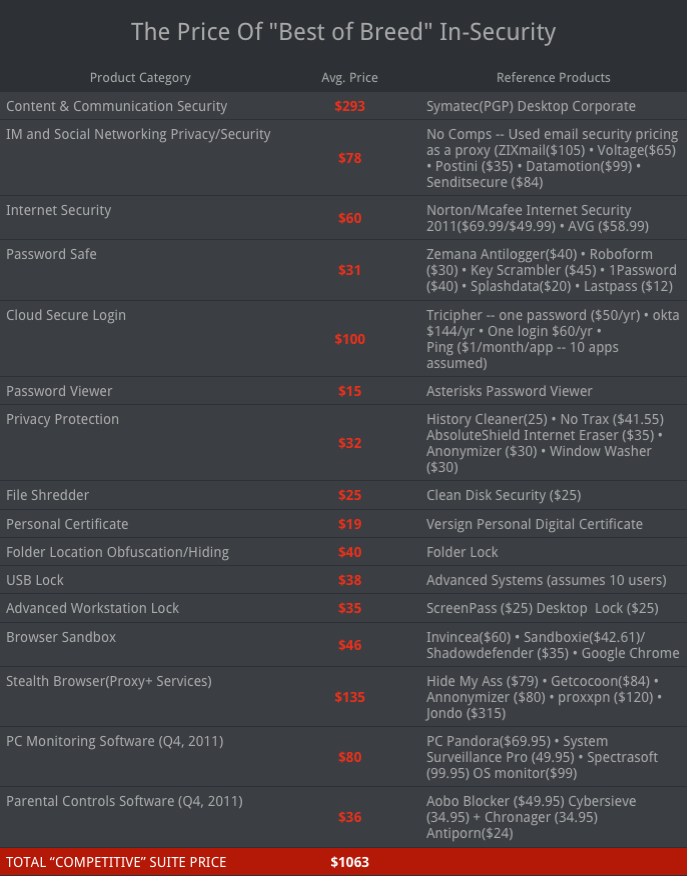 The Price Of "Best of Breed" In-Security
Product Category Avg. Price Reference Products
Content & Communication Security $293 Symatec(PGP) Desktop Corporate
IM and Social Networking Privacy/Security $78 No Comps -- Used email security pricing
as a proxy (ZIXmail($105) • Voltage($65)
• Postini ($35) • Datamotion($99) •
Senditsecure ($84)
Internet Security $60 Norton/Mcafee Internet Security
2011($69.99/$49.99) • AVG ($58.99)
Password Safe $31 Zemana Antilogger($40) • Roboform
($30) • Key Scrambler ($45) • 1Password
($40) • Splashdata($20) • Lastpass ($12)
Cloud Secure Login $100 Tricipher -- one password ($50/yr) • okta
$144/yr • One login $60/yr •
Ping ($1/month/app -- 10 apps
assumed)
Password Viewer $15 Asterisks Password Viewer
Privacy Protection $32 History Cleaner(25) • No Trax ($41.55)
AbsoluteShield Internet Eraser ($35) •
Anonymizer ($30) • Window Washer
($30)
File Shredder $25 Clean Disk Security ($25)
Personal Certificate $19 Versign Personal Digital Certificate
Folder Location Obfuscation/Hiding $40 Folder Lock
USB Lock $38 Advanced Systems (assumes 10 users)
Advanced Workstation Lock $35 ScreenPass ($25) Desktop Lock ($25)
Browser Sandbox $46 Invincea($60) • Sandboxie($42.61)/
Shadowdefender ($35) • Google Chrome
Stealth Browser(Proxy+ Services) $135 Hide My Ass ($79) • Getcocoon($84) •
Annonymizer ($80) • proxxpn ($120) •
Jondo ($315)
PC Monitoring Software (Q4, 2011) $80 PC Pandora($69.95) • System
Surveillance Pro (49.95) • Spectrasoft
(99.95) OS monitor($99)
Parental Controls Software (Q4, 2011) $36 Aobo Blocker ($49.95) Cybersieve
(34.95) + Chronager (34.95)
Antiporn($24)
TOTAL “COMPETITIVE” SUITE PRICE $1063